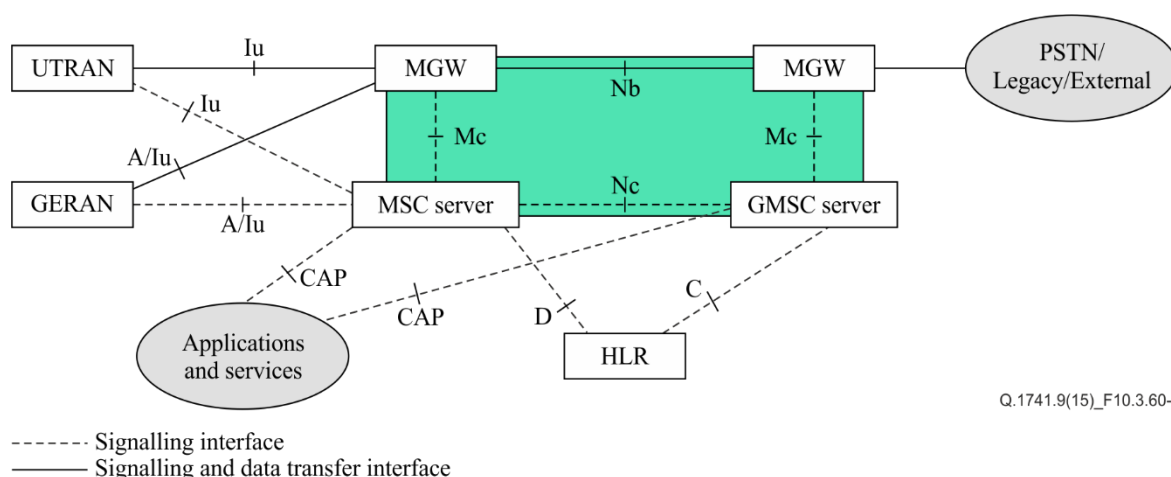 Iu
UTRAN
MGW
MGW
PSTN/
Legacy/External
Nb
Iu
Mc
Mc
A/Iu
GERAN
A/Iu
MSC server
Nc
GMSC server
CAP
CAP
D
C
Applications
and services
HLR
Q.1741.9(15)_F10.3.60-
Signalling interface
Signalling and data transfer interface